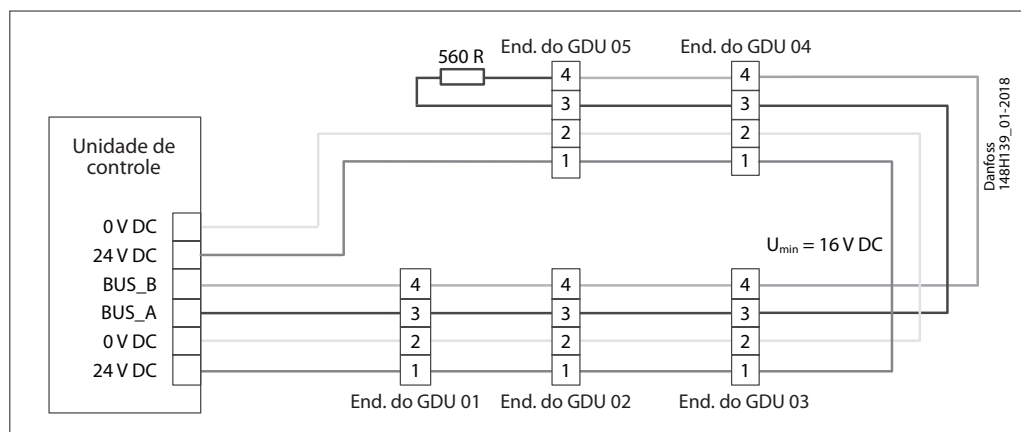 560 R
End. do GDU 05
End. do GDU 04
4
4
3
3
2
2
1
1
Danfoss
148H139_01-2018
Unidade de
controle
0 V DC
24 V DC
BUS_B
BUS_A
0 V DC
24 V DC
Umin = 16 V DC
4
4
4
3
3
3
2
2
2
1
1
1
End. do GDU 01
End. do GDU 02
End. do GDU 03